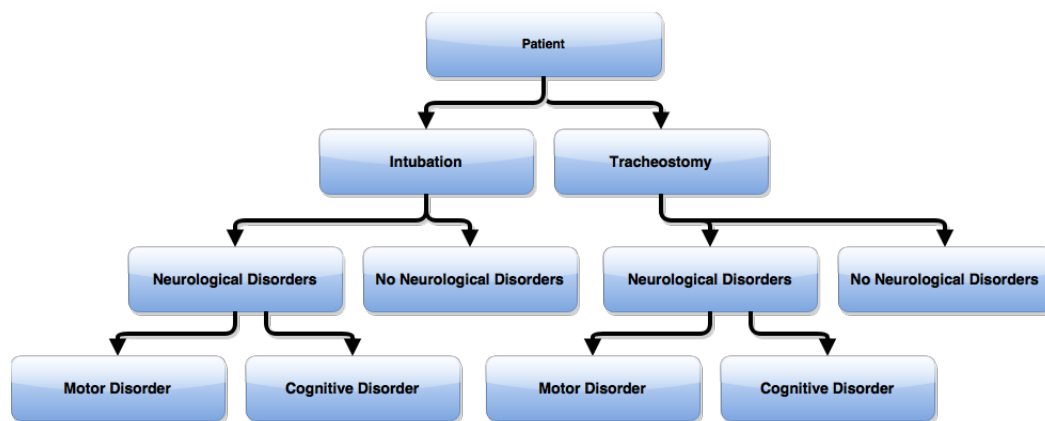 Patient
Intubation
Tracheostomy
Neurological Disorders
No Neurological Disorders
Neurological Disorders
No Neurological Disorders
Motor Disorder
Cognitive Disorder
Motor Disorder
Cognitive Disorder